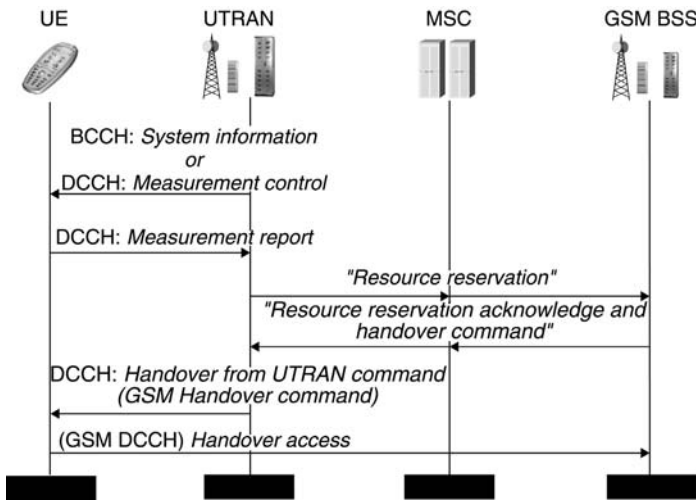 UE UTRAN MSC GSM BSS
BCCH: System information
or
DCCH: Measurement control
DCCH: Measurement report
"Resource reservation"
"Resource reservation acknowledge and
handover command"
DCCH: Handover from UTRAN command
(GSM Handover command)
(GSM DCCH) Handover access